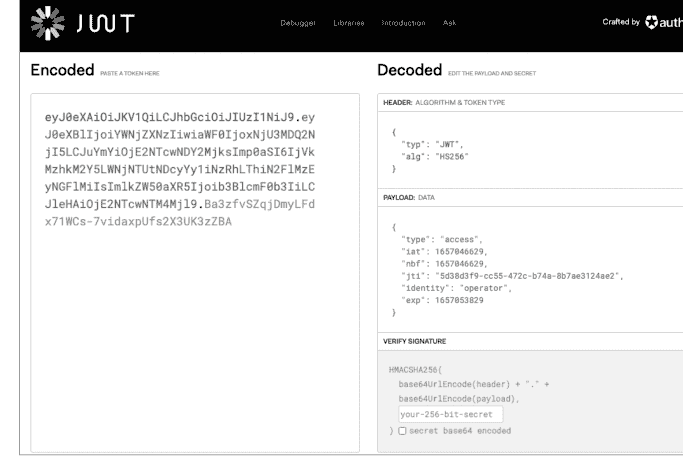 JWT
Debugger Libraries Introduction Ask
Crafted by auth
Encoded PASTE A TOKEN HERE
Decoded EDIT THE PAYLOAD AND SECRET
eyJ0eXAiOiJKV1QiLCJhbGciOiJIUzI1NiJ9.ey
J0eXBlIjoiYWNjZXNzIiwiaWF0IjoxNjU3MDQ2N
jI5LCJuYmYiOjE2NTcwNDY2MjksImp0aSI6IjVk
MzhkM2Y5LWNjNTUtNDcyYy1iNzRhLThiN2FlMzE
yNGFlMiIsImlkZW50aXR5Ijoib3BlcmF0b3IiLC
JleHAiOjE2NTcwNTM4Mjl9.Ba3zfvSZqjDmyLFd
x71WCs-7vidaxpUfs2X3UK3zZBA
HEADER: ALGORITHM & TOKEN TYPE
{
"typ": "JWT",
"alg": "HS256"
}
PAYLOAD: DATA
{
"type": "access",
"iat": 1657046629,
"nbf": 1657046629,
"jti": "5d38d3f9-cc55-472c-b74a-8b7ae3124ae2",
"identity": "operator",
"exp": 1657053829
}
VERIFY SIGNATURE
HMACSHA256(
base64UrlEncode(header) + "." +
base64UrlEncode(payload),
your-256-bit-secret
) secret base64 encoded